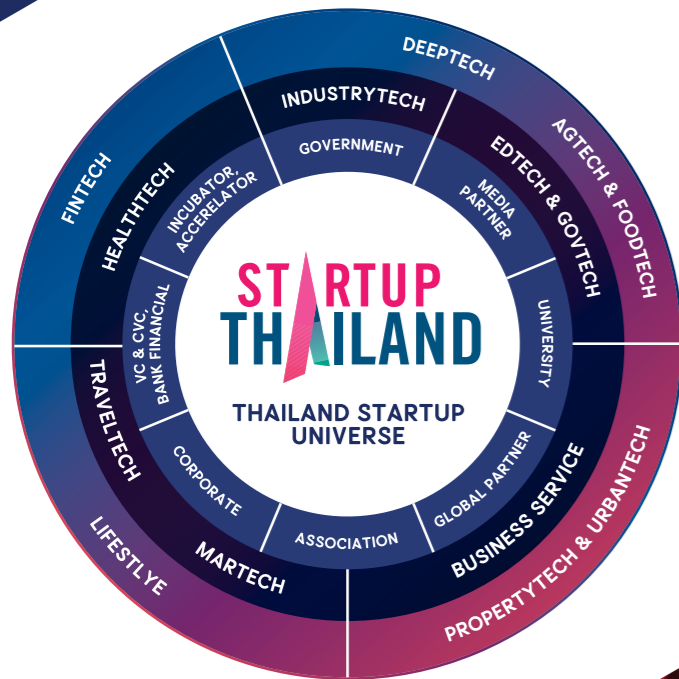 DEEPTECH
AGTECH & FOODTECH
PROPERTYTECH & URBANTECH
LIFESTLYE
FINTECH
INDUSTRYTECH
EDTECH & GOVTECH
BUSINESS SERVICE
MARTECH
TRAVELTECH
HEALTHTECH
GOVERNMENT
MEDIA
PARTNER
UNIVERSITY
GLOBAL PARTNER
ASSOCIATION
CORPORATE
VC & CVC,
BANK FINANCIAL
INCUBATOR,
ACCERELATOR
STARTUP
THAILAND
THAILAND STARTUP
UNIVERSE